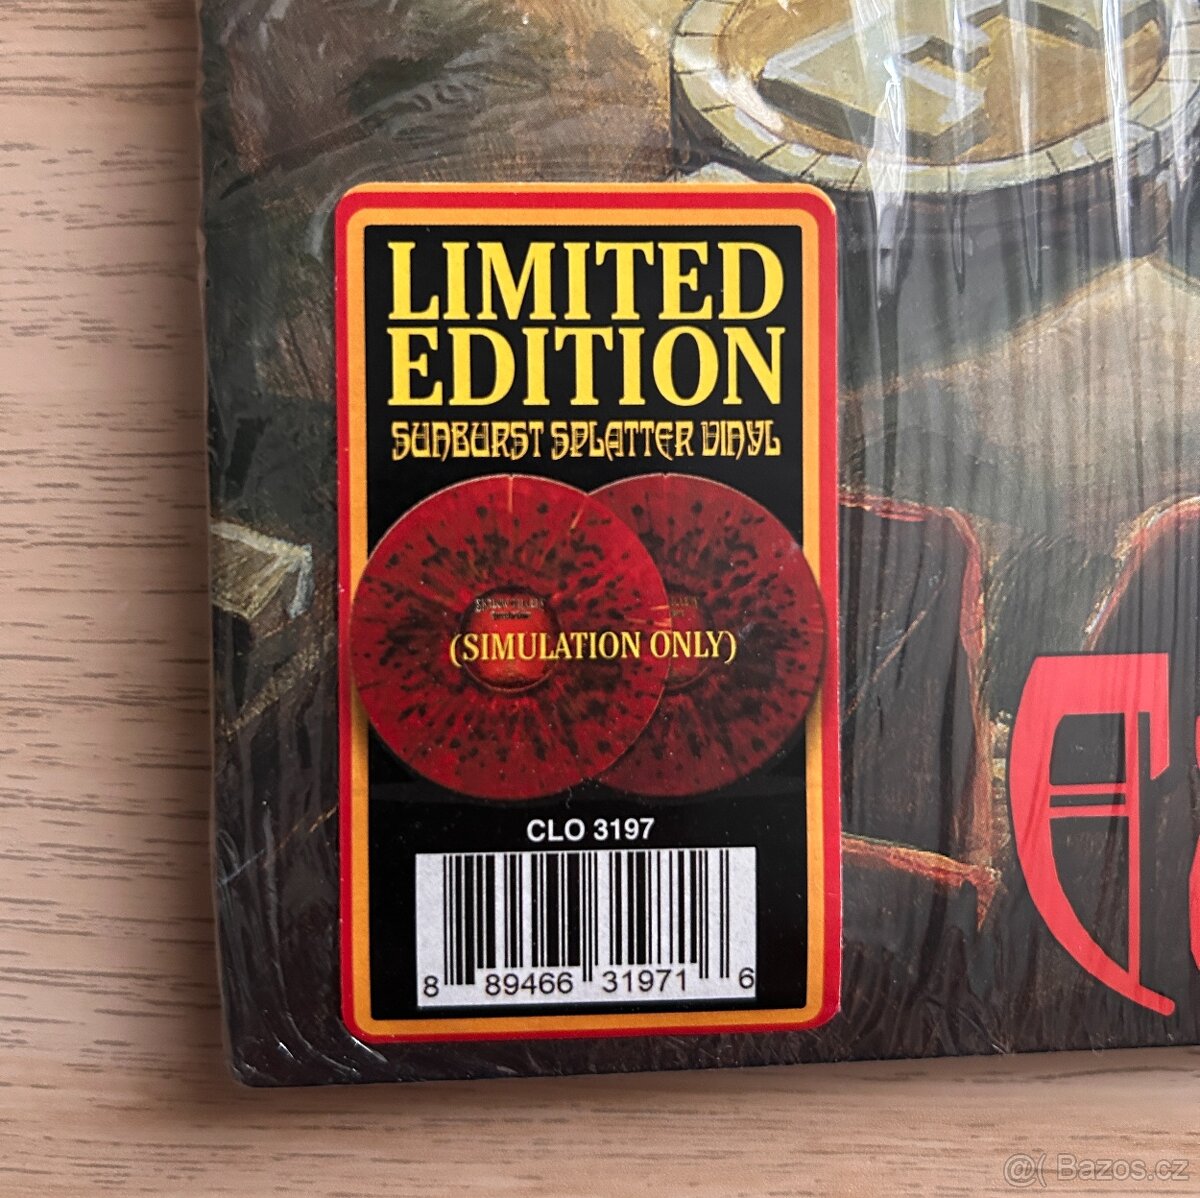 LIMITED
EDITION
SUNBURST SPLATTER VINYL
(SIMULATION ONLY)
CLO 3197
8 89466 31971 6
@( Bazos.cz